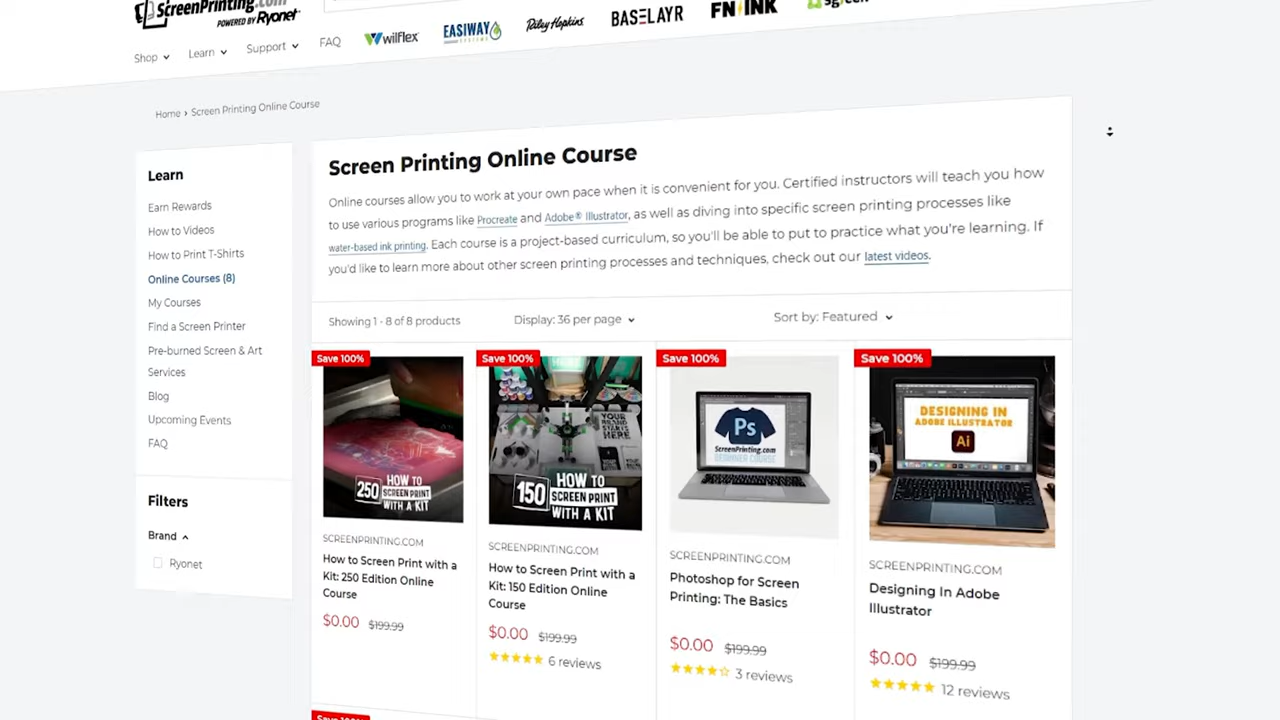 ScreenPrinting.com
POWERED BY Ryonet
Shop
Learn
Support
FAQ
wilflex
EASIWAY
SYSTEMS
Riley Hopkins
BASELAYR
FN INK
sgreen
Home › Screen Printing Online Course
Learn
Earn Rewards
How to Videos
How to Print T-Shirts
Online Courses (8)
My Courses
Find a Screen Printer
Pre-burned Screen & Art
Services
Blog
Upcoming Events
FAQ
Filters
Brand
Ryonet
Screen Printing Online Course
Online courses allow you to work at your own pace when it is convenient for you. Certified instructors will teach you how
to use various programs like Procreate and Adobe® Illustrator, as well as diving into specific screen printing processes like
water-based ink printing. Each course is a project-based curriculum, so you'll be able to put to practice what you're learning. If
you'd like to learn more about other screen printing processes and techniques, check out our latest videos.
Showing 1 - 8 of 8 products
Display: 36 per page
Sort by: Featured
Save 100%
250 HOW TO
SCREEN PRINT
WITH A KIT
SCREENPRINTING.COM
How to Screen Print with a
Kit: 250 Edition Online
Course
$0.00 $199.99
Save 100%
YOUR
BRAND
STARTS
HERE
150 HOW TO
SCREEN PRINT
WITH A KIT
SCREENPRINTING.COM
How to Screen Print with a
Kit: 150 Edition Online
Course
$0.00 $199.99
6 reviews
Save 100%
Ps
ScreenPrinting.com
BEGINNER COURSE
SCREENPRINTING.COM
Photoshop for Screen
Printing: The Basics
$0.00 $199.99
3 reviews
Save 100%
DESIGNING IN
ADOBE ILLUSTRATOR
Ai
SCREENPRINTING.COM
Designing In Adobe
Illustrator
$0.00 $199.99
12 reviews
Save 100%